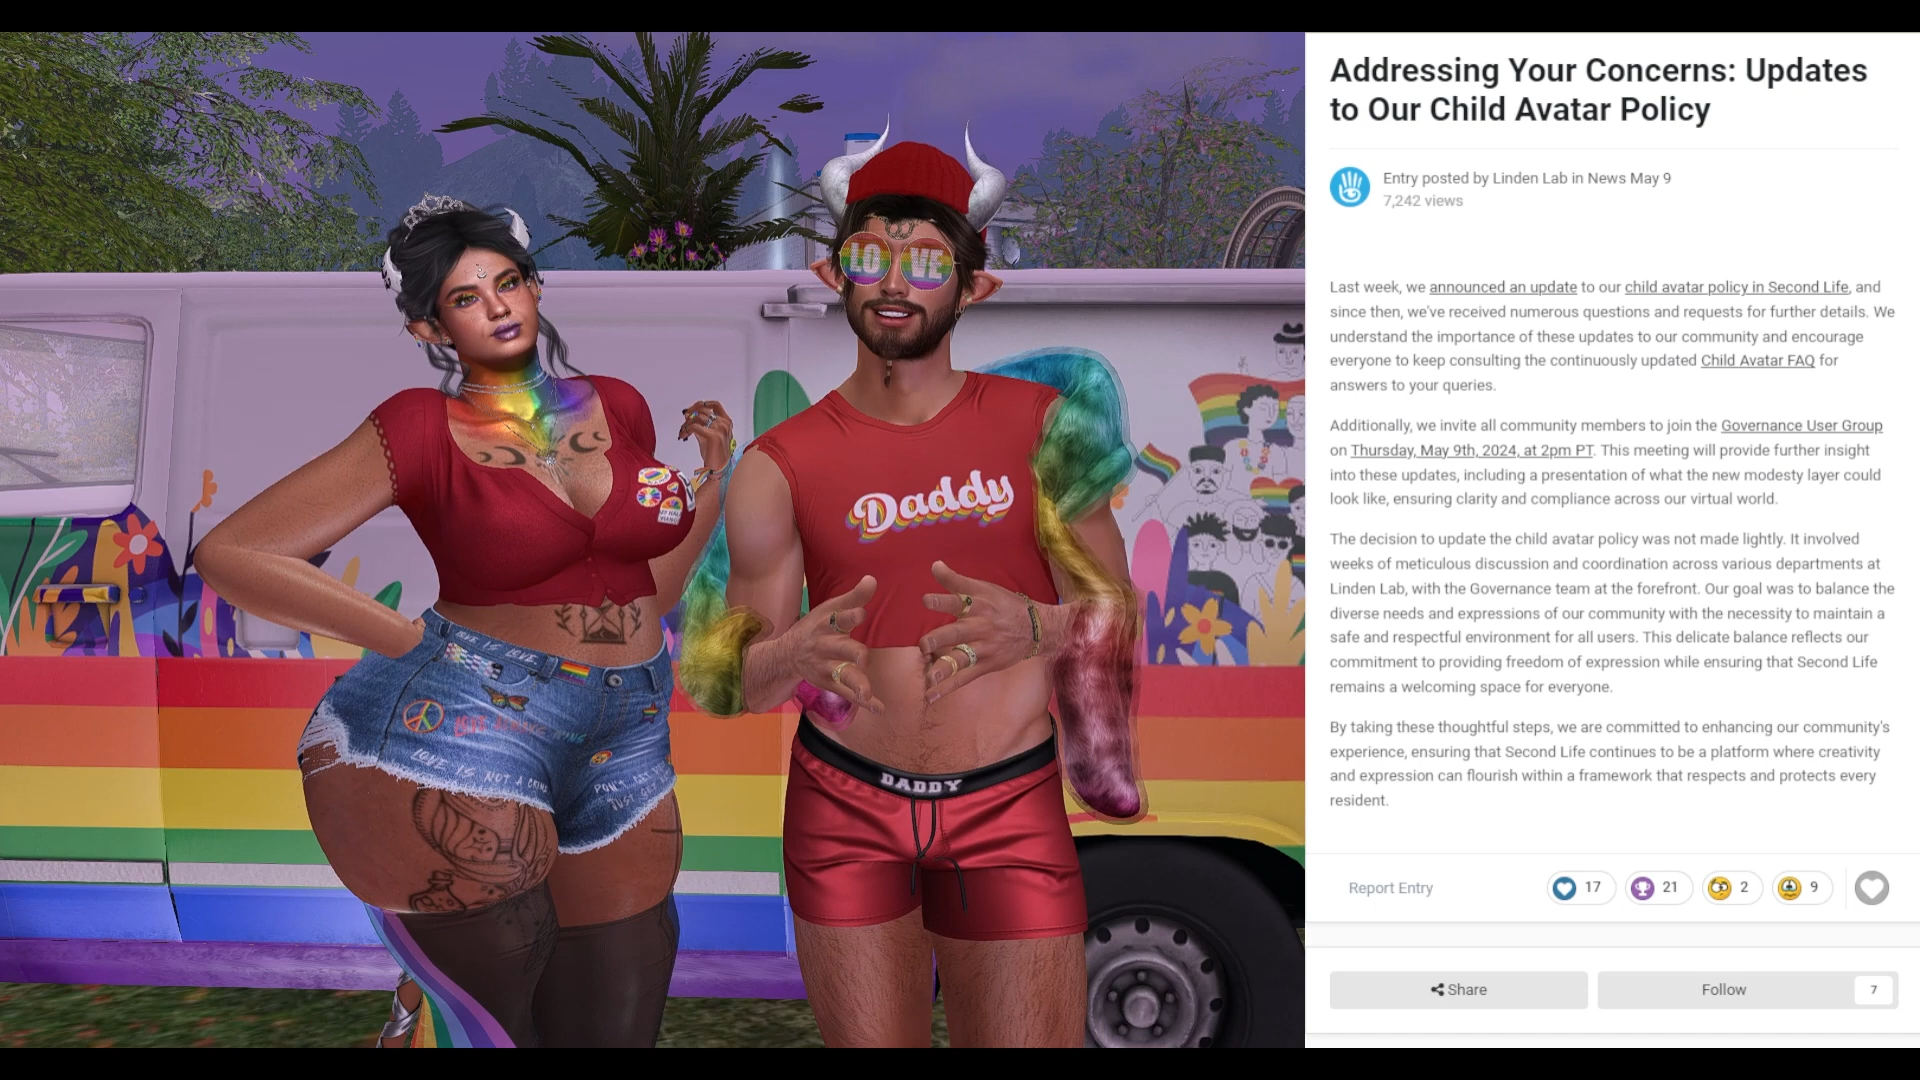 LO VE
Daddy
DADDY
LOVE IS LOVE
LOVE IS NOT A CRIME
Addressing Your Concerns: Updates
to Our Child Avatar Policy
Entry posted by Linden Lab in News May 9
7,242 views
Last week, we announced an update to our child avatar policy in Second Life, and
since then, we've received numerous questions and requests for further details. We
understand the importance of these updates to our community and encourage
everyone to keep consulting the continuously updated Child Avatar FAQ for
answers to your queries.
Additionally, we invite all community members to join the Governance User Group
on Thursday, May 9th, 2024, at 2pm PT. This meeting will provide further insight
into these updates, including a presentation of what the new modesty layer could
look like, ensuring clarity and compliance across our virtual world.
The decision to update the child avatar policy was not made lightly. It involved
weeks of meticulous discussion and coordination across various departments at
Linden Lab, with the Governance team at the forefront. Our goal was to balance the
diverse needs and expressions of our community with the necessity to maintain a
safe and respectful environment for all users. This delicate balance reflects our
commitment to providing freedom of expression while ensuring that Second Life
remains a welcoming space for everyone.
By taking these thoughtful steps, we are committed to enhancing our community's
experience, ensuring that Second Life continues to be a platform where creativity
and expression can flourish within a framework that respects and protects every
resident.
Report Entry 17 21 2 9
Share Follow 7